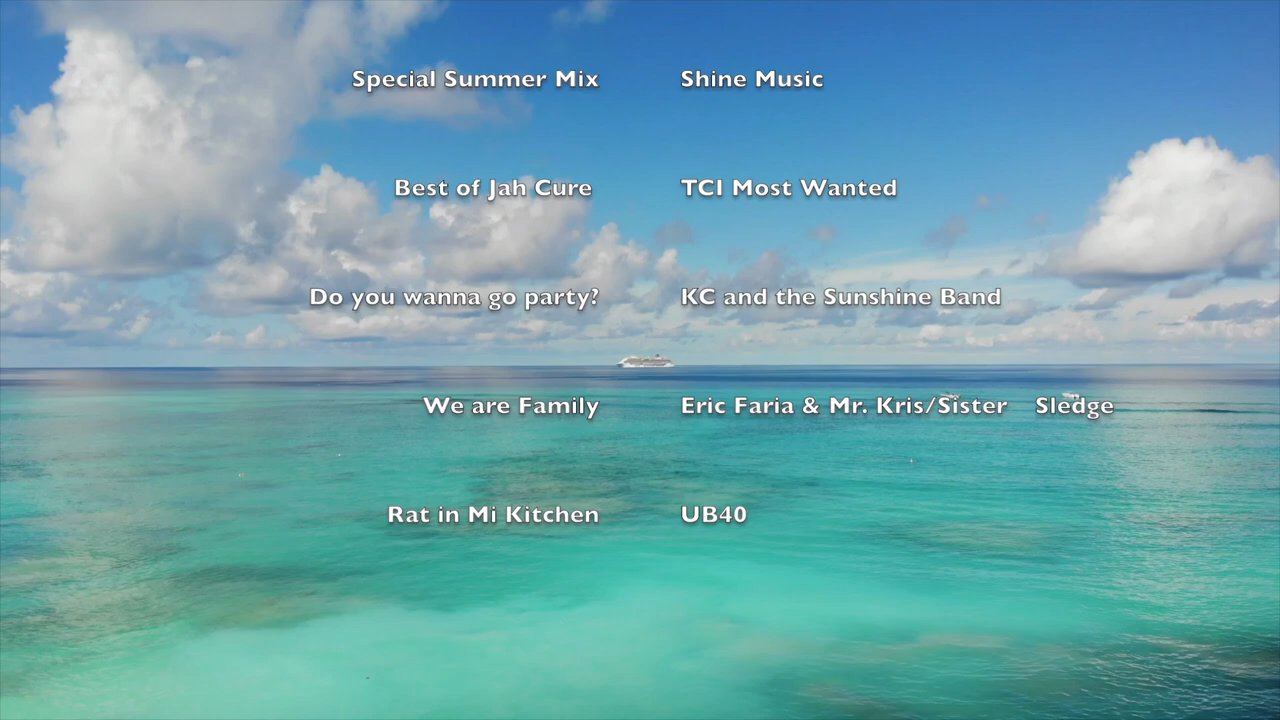 Special Summer Mix Shine Music
Best of Jah Cure TCI Most Wanted
Do you wanna go party? KC and the Sunshine Band
We are Family Eric Faria & Mr. Kris/Sister Sledge
Rat in Mi Kitchen UB40